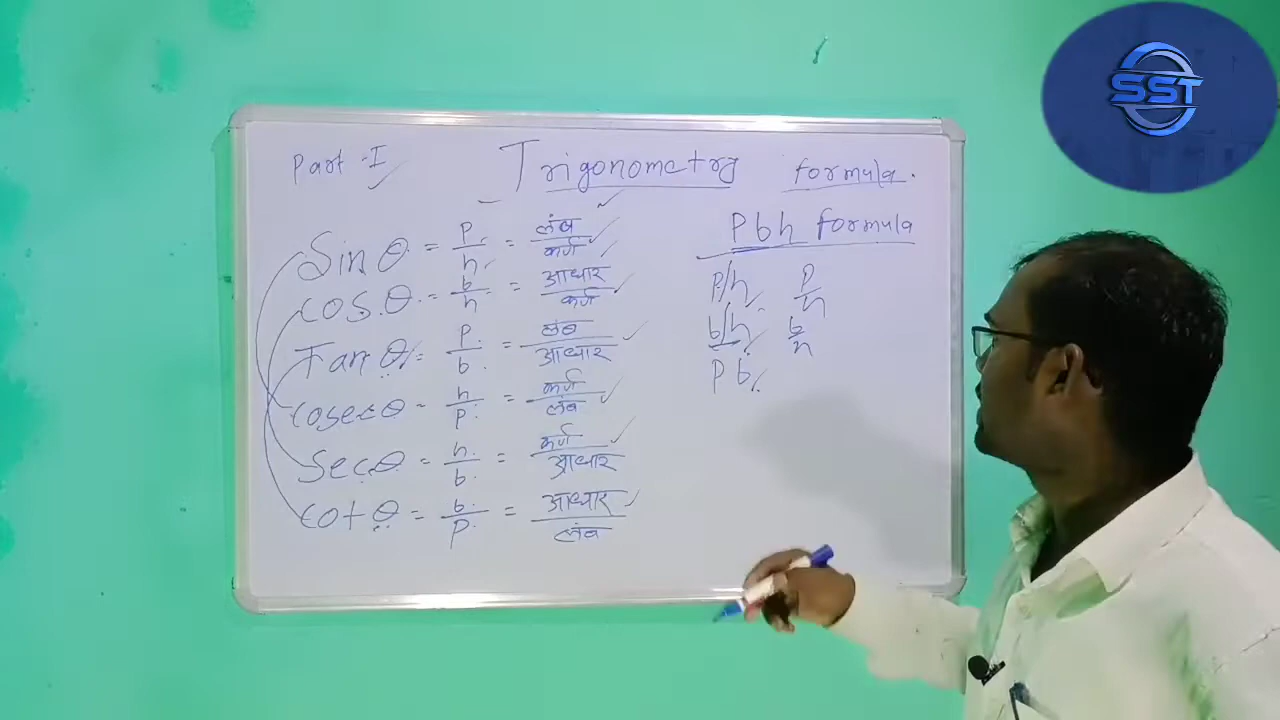 SST
Part - I
Trigonometry formula.
Sin θ = P/h = लंब/कर्ण
cos θ = b/h = आधार/कर्ण
Tan θ = P/b = लंब/आधार
cosec θ = h/P = कर्ण/लंब
Sec θ = h/b = कर्ण/आधार
cot θ = b/P = आधार/लंब
Pbh formula
P/h P/h
b/h b/h
P b